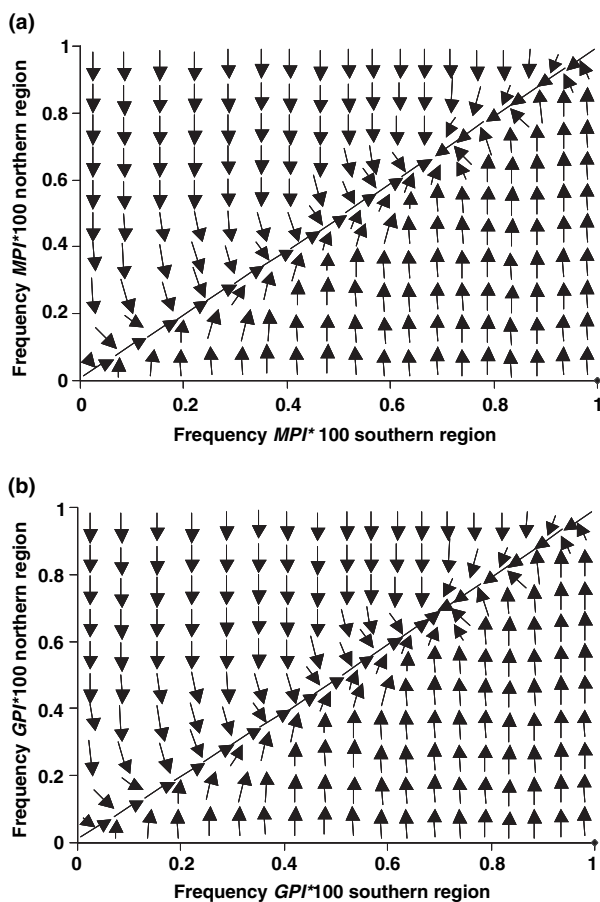 (a)
1
0.8
0.6
0.4
0.2
0
Frequency MPI*100 northern region
0 0.2 0.4 0.6 0.8 1
Frequency MPI* 100 southern region
(b)
1
0.8
0.6
0.4
0.2
0
Frequency GPI*100 northern region
0 0.2 0.4 0.6 0.8 1
Frequency GPI*100 southern region